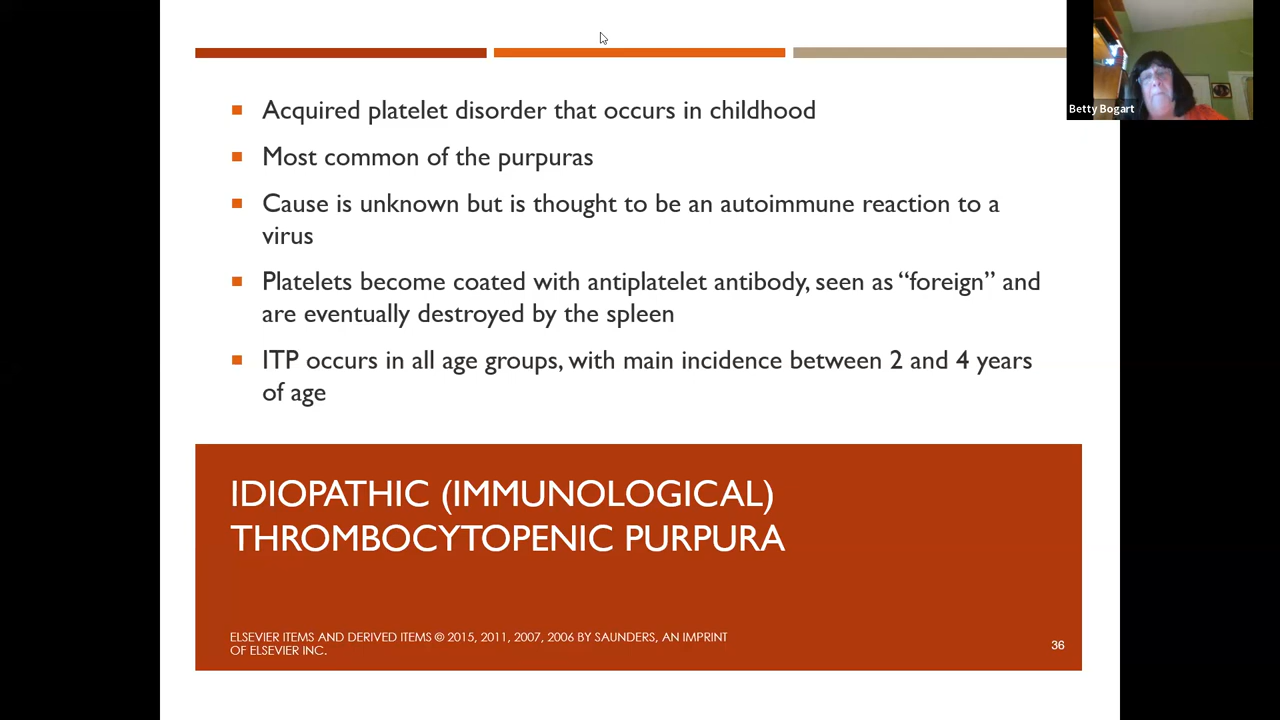 Betty Bogart
Acquired platelet disorder that occurs in childhood
Most common of the purpuras
Cause is unknown but is thought to be an autoimmune reaction to a
virus
Platelets become coated with antiplatelet antibody, seen as “foreign” and
are eventually destroyed by the spleen
ITP occurs in all age groups, with main incidence between 2 and 4 years
of age
IDIOPATHIC (IMMUNOLOGICAL)
THROMBOCYTOPENIC PURPURA
ELSEVIER ITEMS AND DERIVED ITEMS © 2015, 2011, 2007, 2006 BY SAUNDERS, AN IMPRINT
OF ELSEVIER INC.
36